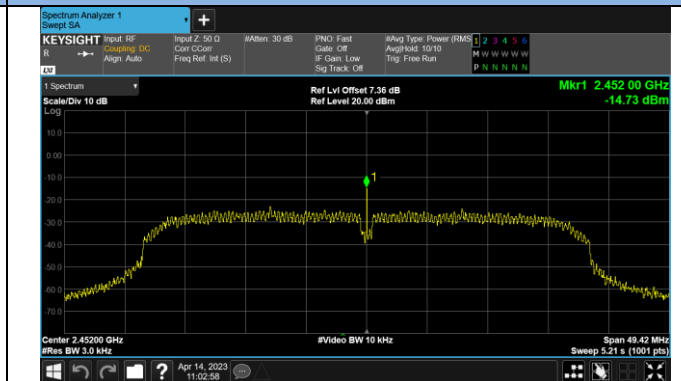 Spectrum Analyzer 1
Swept SA
+
KEYSIGHT Input: RF Input Z: 50 Ω #Atten: 30 dB PNO: Fast #Avg Type: Power (RMS 1 2 3 4 5 6
R Coupling: DC Corr CCorr Gate: Off Avg|Hold: 10/10 M W W W W W
Align: Auto Freq Ref: Int (S) IF Gain: Low Trig: Free Run
Sig Track: Off P N N N N N
LXI
1 Spectrum Ref Lvl Offset 7.36 dB Mkr1 2.452 00 GHz
Scale/Div 10 dB Ref Level 20.00 dBm -14.73 dBm
Log
10.0
0.00
-10.0
1
-20.0
-30.0
-40.0
-50.0
-60.0
-70.0
Center 2.45200 GHz #Video BW 10 kHz Span 49.42 MHz
#Res BW 3.0 kHz Sweep 5.21 s (1001 pts)
? Apr 14, 2023
11:02:58